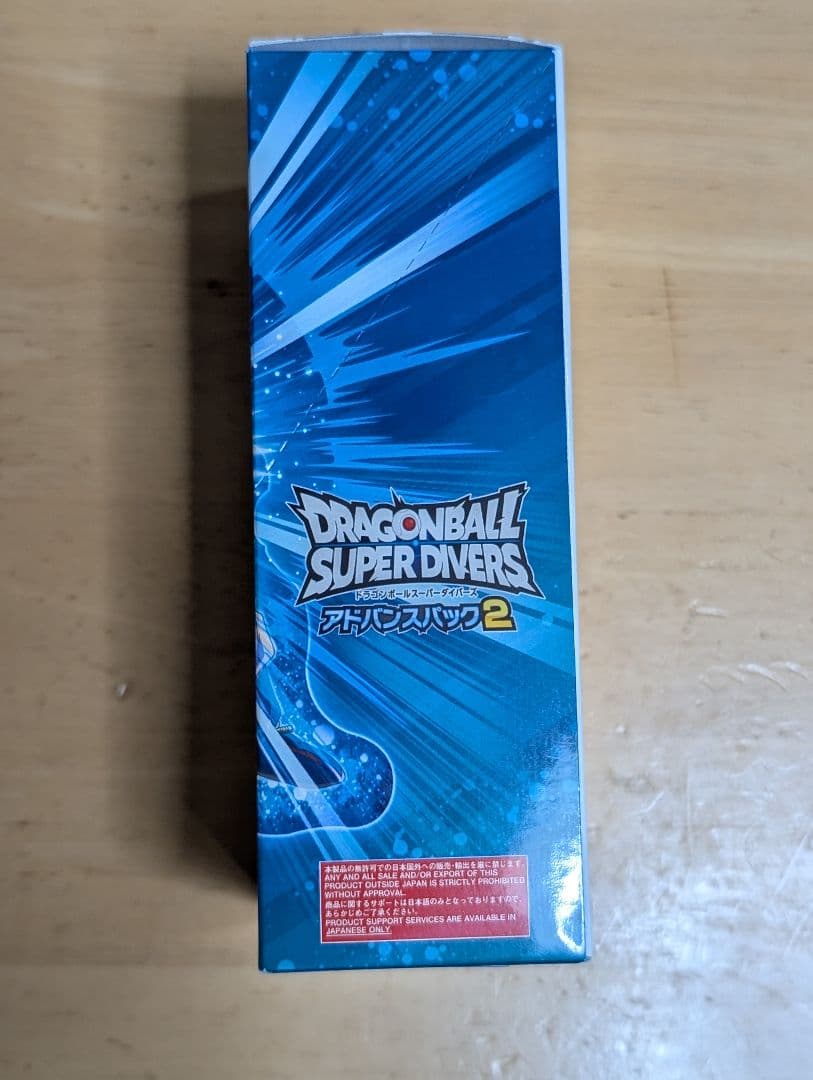 DRAGONBALL
SUPER DIVERS
ドラゴンボールスーパーダイバーズ
アドバンスパック2
本製品の無許可での日本国外への販売・輸出を厳に禁じます。
ANY AND ALL SALE AND/OR EXPORT OF THIS
PRODUCT OUTSIDE JAPAN IS STRICTLY PROHIBITED
WITHOUT APPROVAL.
商品に関するサポートは日本語のみとなっておりますので、
あらかじめご了承ください。
PRODUCT SUPPORT SERVICES ARE AVAILABLE IN
JAPANESE ONLY.